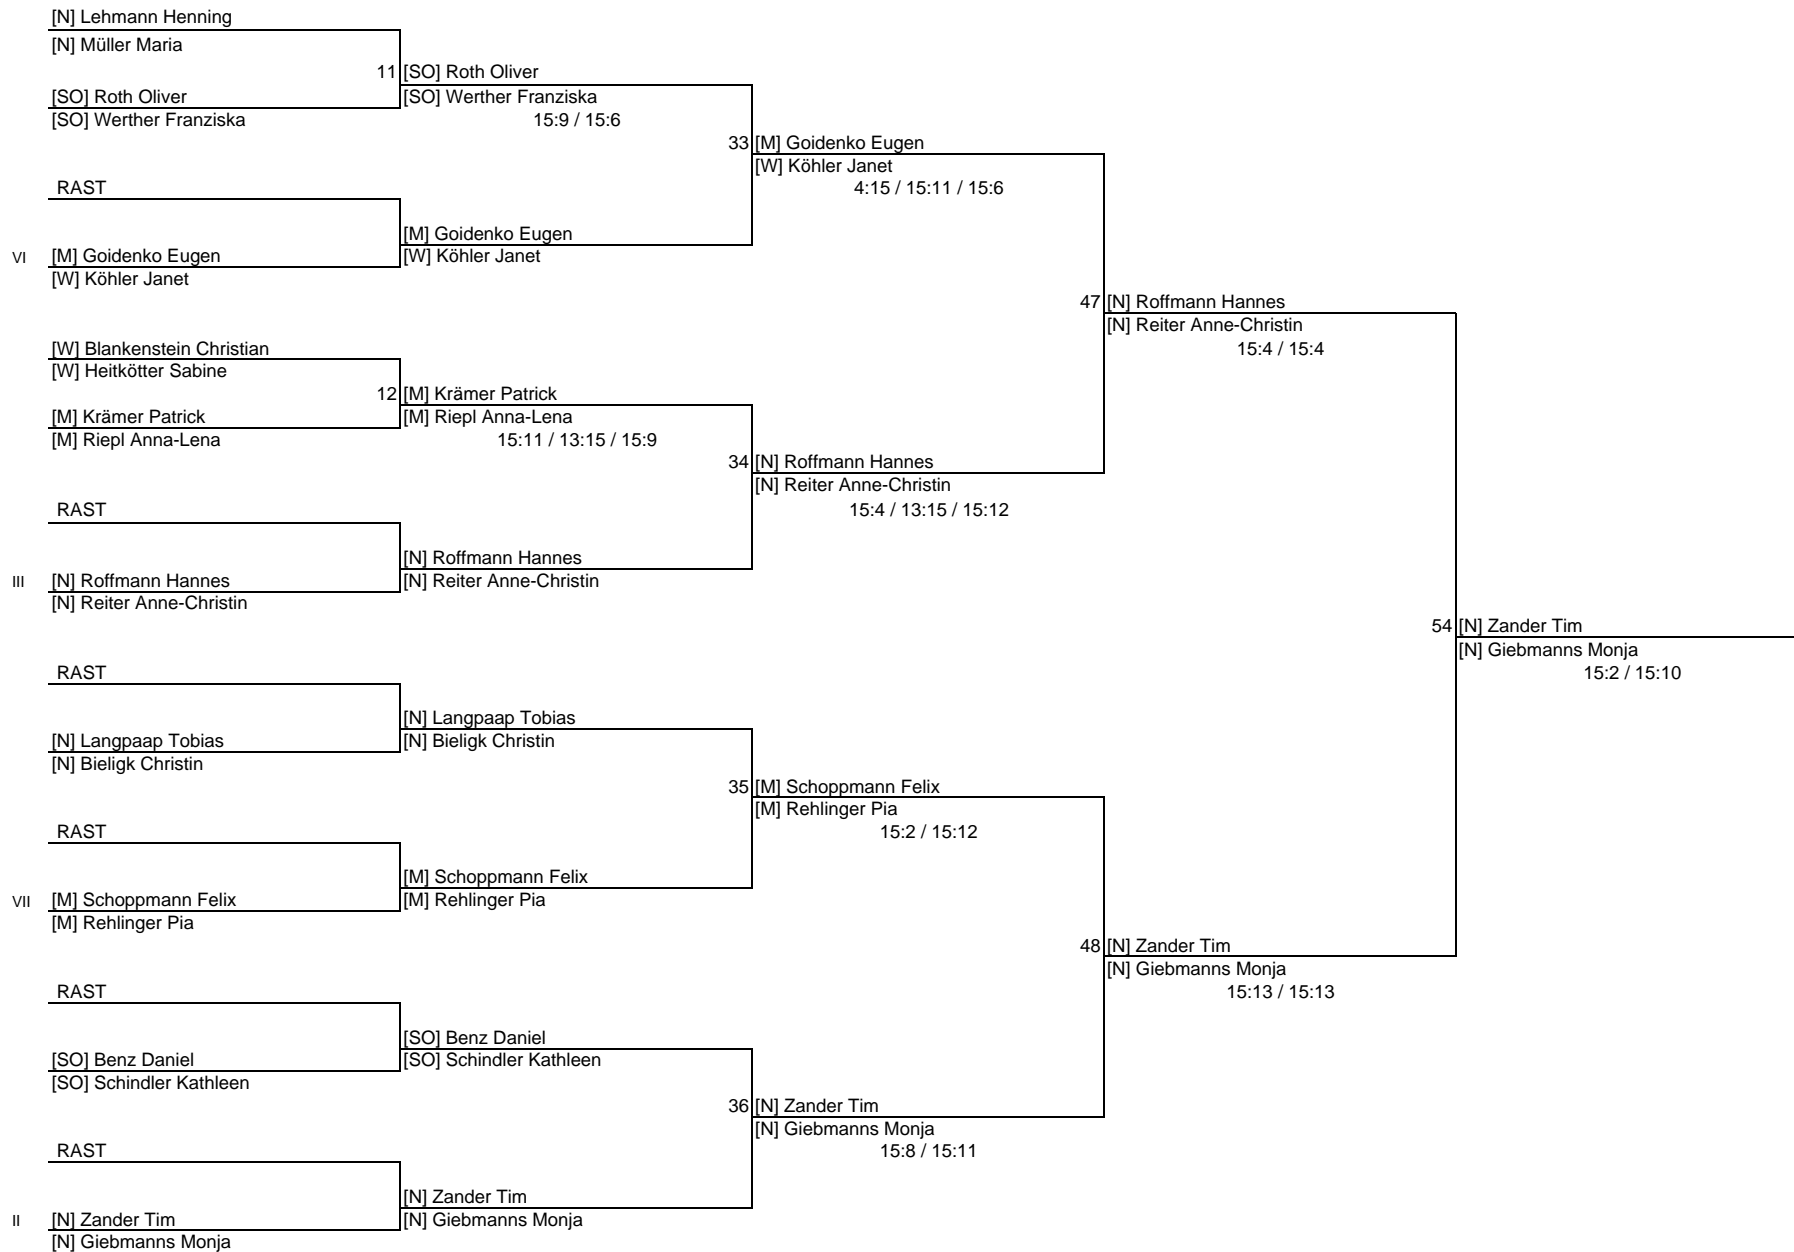 [N] Lehmann Henning
[N] Müller Maria
11 [SO] Roth Oliver
[SO] Roth Oliver
[SO] Werther Franziska
[SO] Werther Franziska
15:9 / 15:6
33 [M] Goidenko Eugen
[W] Köhler Janet
RAST
4:15 / 15:11 / 15:6
[M] Goidenko Eugen
VI [M] Goidenko Eugen
[W] Köhler Janet
[W] Köhler Janet
47 [N] Roffmann Hannes
[N] Reiter Anne-Christin
[W] Blankenstein Christian
15:4 / 15:4
[W] Heitkötter Sabine
12 [M] Krämer Patrick
[M] Krämer Patrick
[M] Riepl Anna-Lena
[M] Riepl Anna-Lena
15:11 / 13:15 / 15:9
34 [N] Roffmann Hannes
[N] Reiter Anne-Christin
RAST
15:4 / 13:15 / 15:12
[N] Roffmann Hannes
III [N] Roffmann Hannes
[N] Reiter Anne-Christin
[N] Reiter Anne-Christin
54 [N] Zander Tim
[N] Giebmanns Monja
RAST
15:2 / 15:10
[N] Langpaap Tobias
[N] Langpaap Tobias
[N] Bieligk Christin
[N] Bieligk Christin
35 [M] Schoppmann Felix
[M] Rehlinger Pia
RAST
15:2 / 15:12
[M] Schoppmann Felix
VII [M] Schoppmann Felix
[M] Rehlinger Pia
[M] Rehlinger Pia
48 [N] Zander Tim
[N] Giebmanns Monja
RAST
15:13 / 15:13
[SO] Benz Daniel
[SO] Benz Daniel
[SO] Schindler Kathleen
[SO] Schindler Kathleen
36 [N] Zander Tim
[N] Giebmanns Monja
RAST
15:8 / 15:11
[N] Zander Tim
II [N] Zander Tim
[N] Giebmanns Monja
[N] Giebmanns Monja